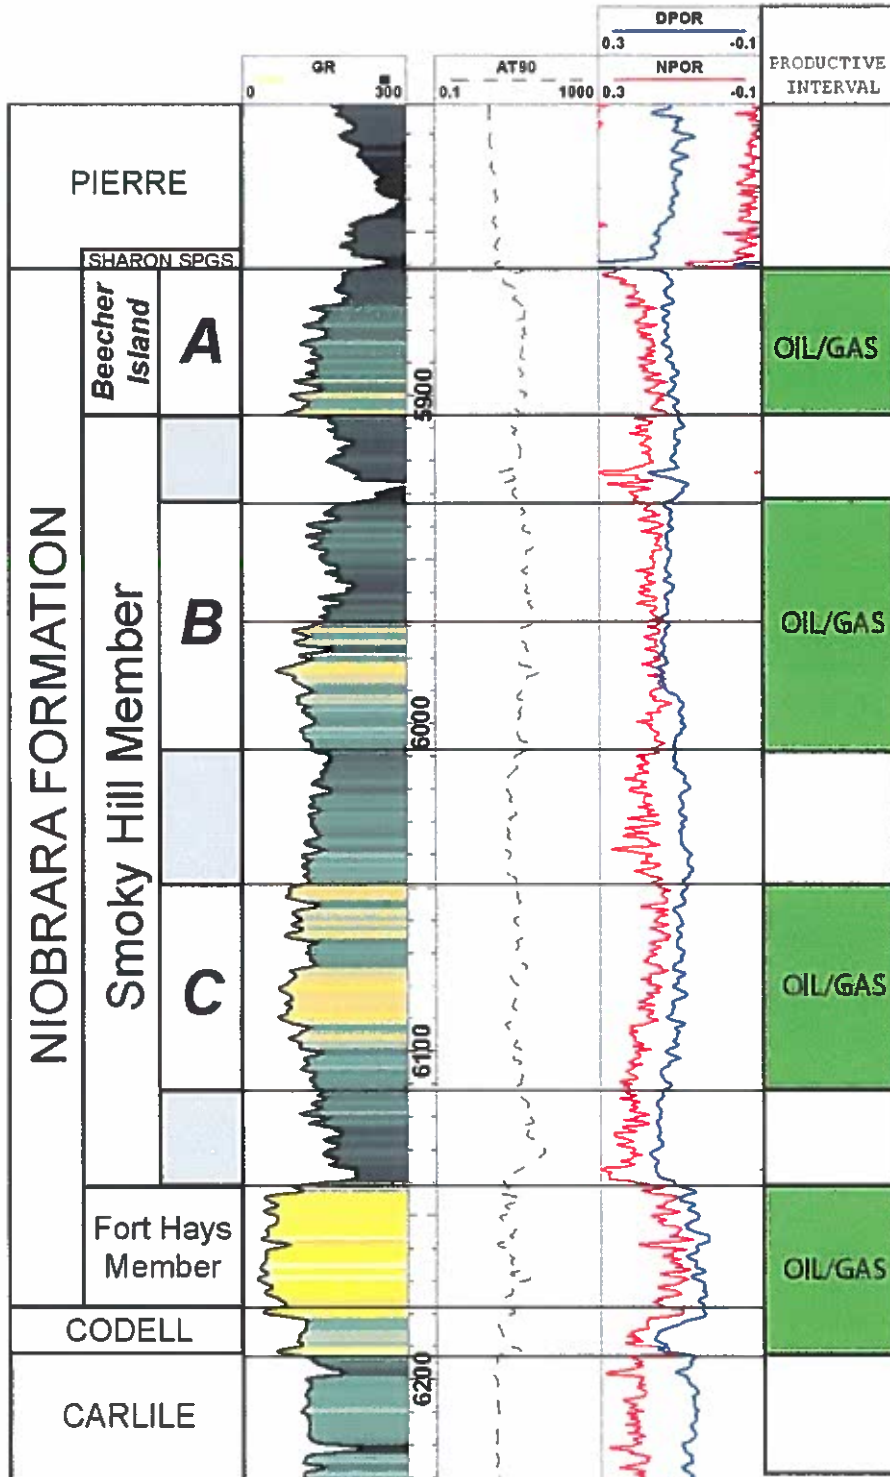 DPOR
0.3 -0.1
GR AT90 NPOR PRODUCTIVE
0 300 0.1 1000 0.3 -0.1 INTERVAL
PIERRE
SHARON SPGS
NIOBRARA FORMATION
Beecher
Island
A
OIL/GAS
5900
Smoky Hill Member
B
OIL/GAS
6000
C
OIL/GAS
6100
Fort Hays
Member
OIL/GAS
CODELL
6200
CARLILE